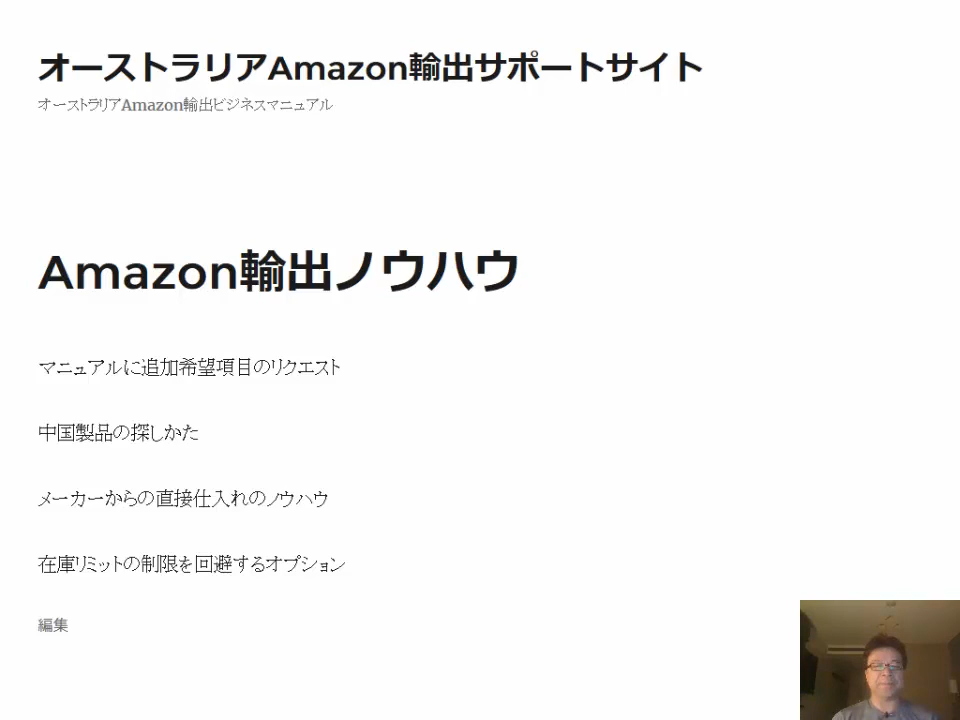 オーストラリアAmazon輸出サポートサイト
オーストラリアAmazon輸出ビジネスマニュアル
Amazon輸出ノウハウ
マニュアルに追加希望項目のリクエスト
中国製品の探しかた
メーカーからの直接仕入れのノウハウ
在庫リミットの制限を回避するオプション
編集